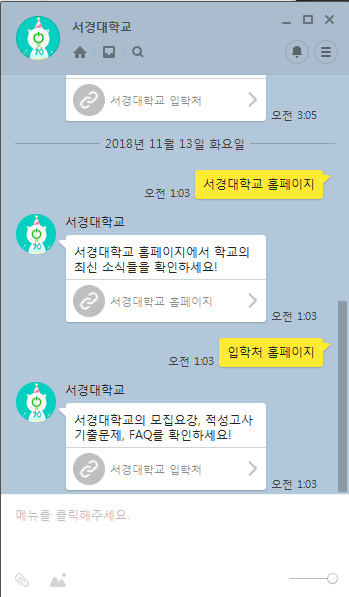 서경대학교
서경대학교 입학처
오전 3:05
2018년 11월 13일 화요일
오전 1:03
서경대학교 홈페이지
서경대학교
서경대학교 홈페이지에서 학교의
최신 소식들을 확인하세요!
서경대학교 홈페이지
오전 1:03
오전 1:03
입학처 홈페이지
서경대학교
서경대학교의 모집요강, 적성고사
기출문제, FAQ를 확인하세요!
서경대학교 입학처
오전 1:03
메뉴를 클릭해주세요.